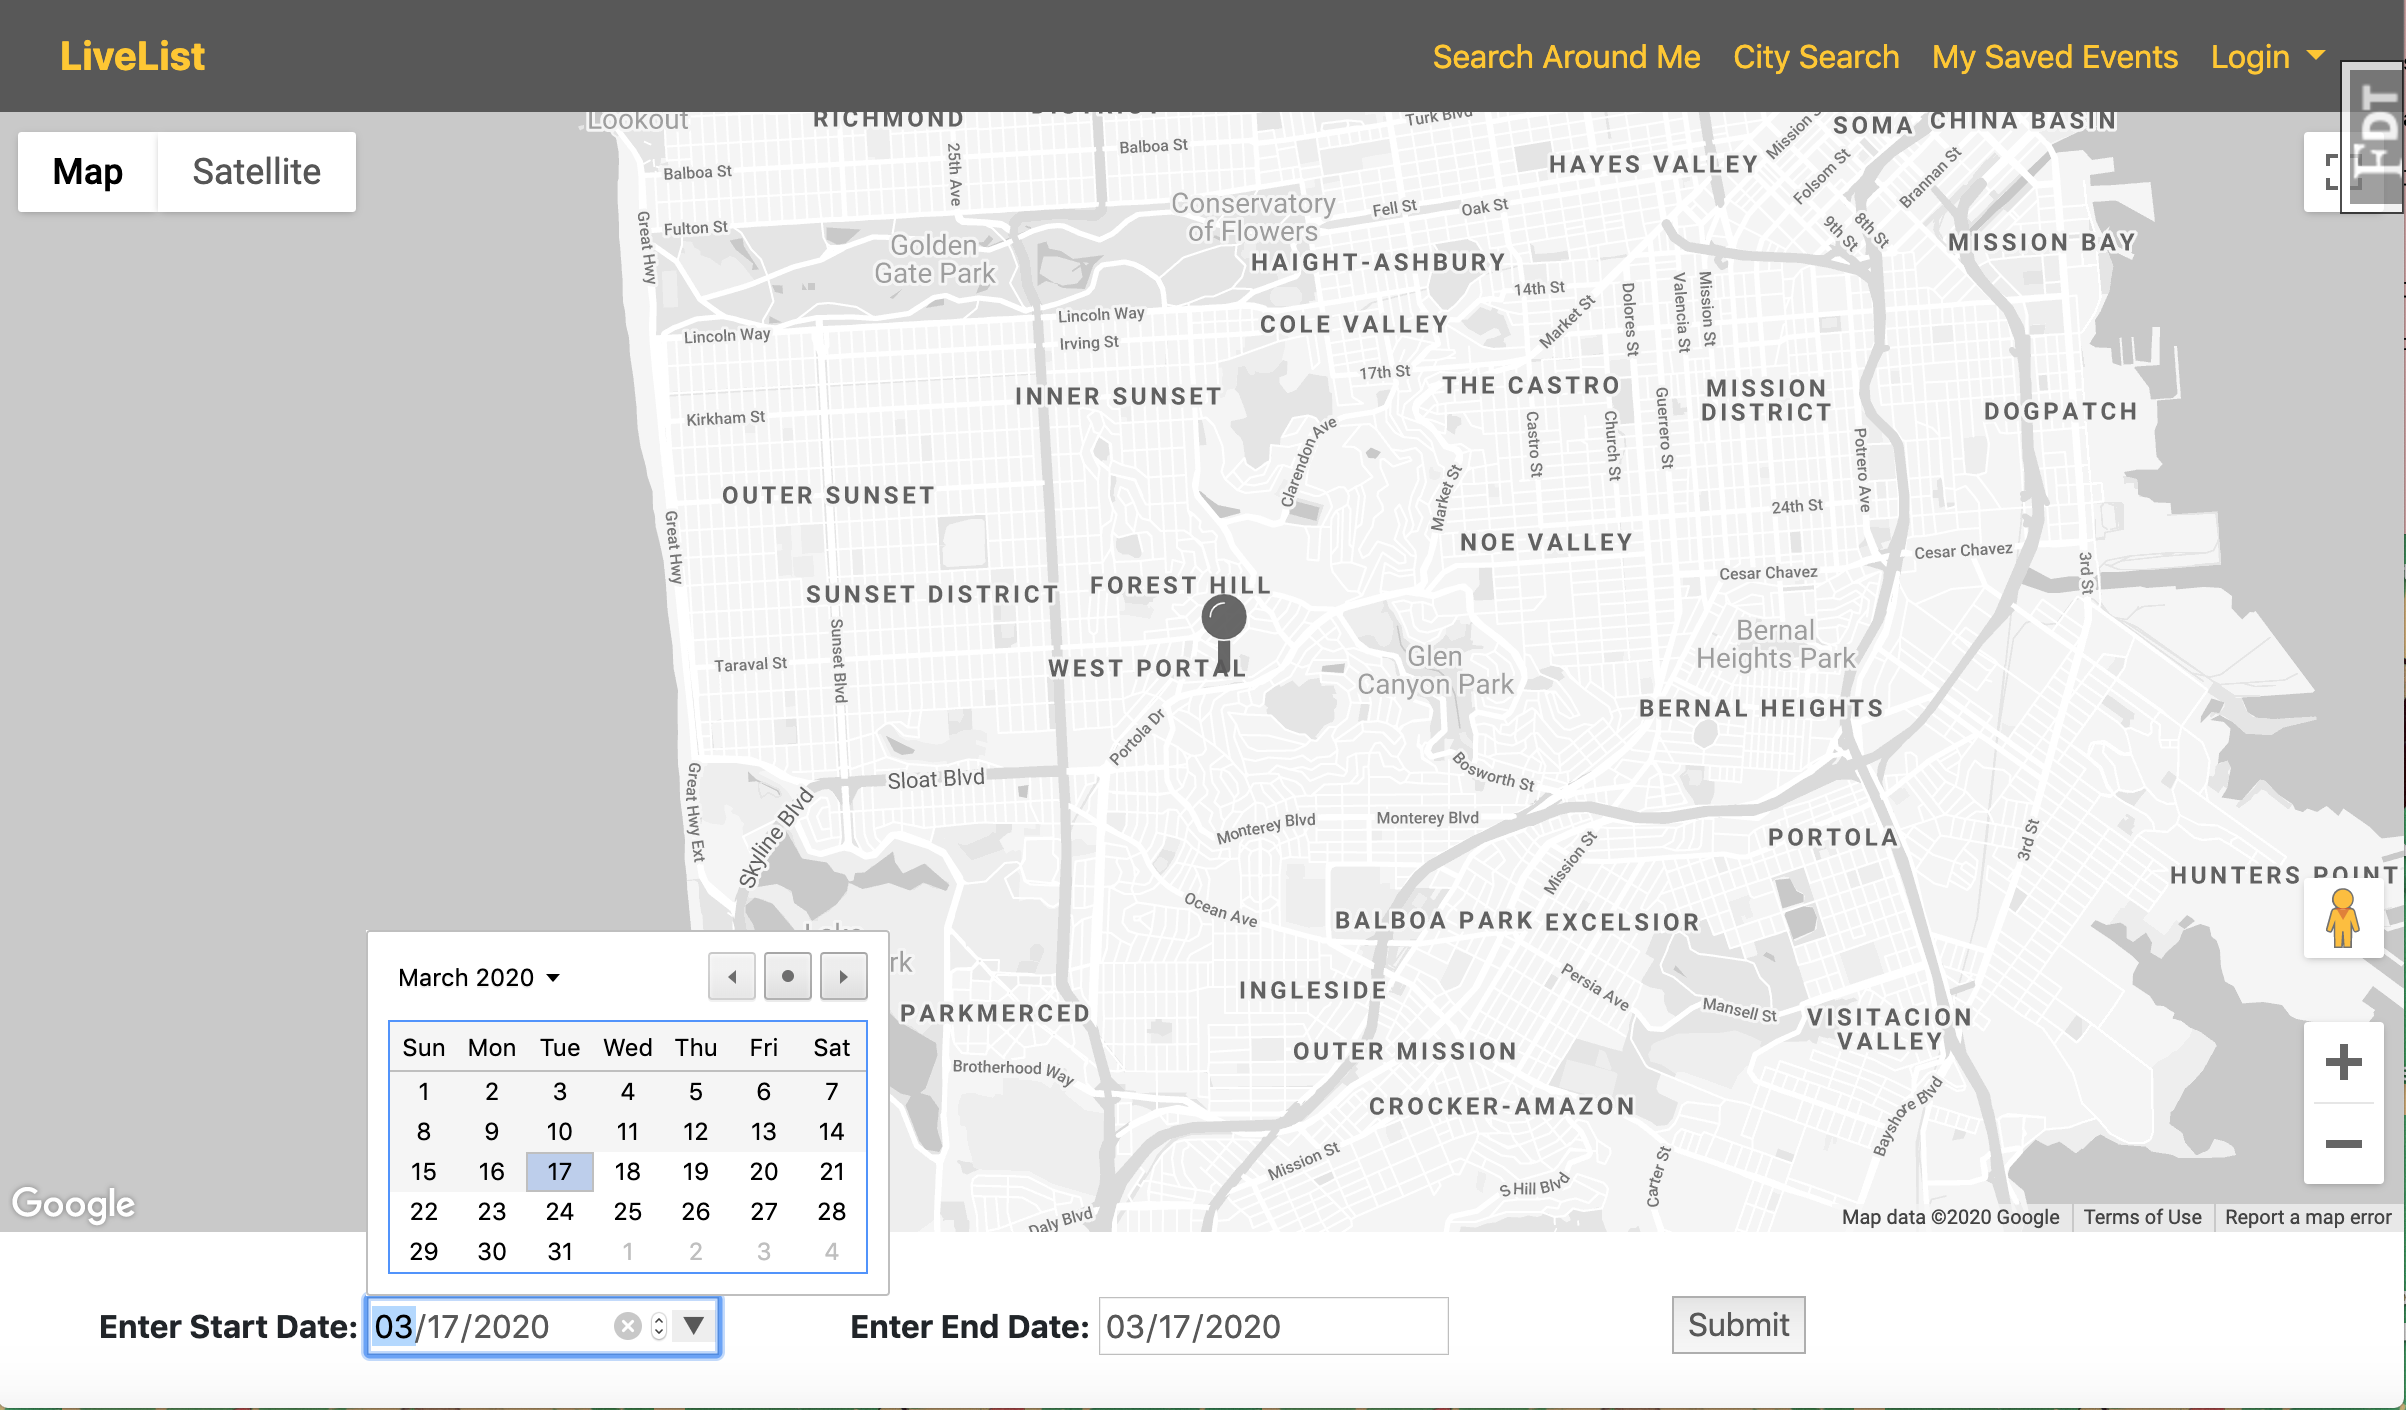 LiveList
Search Around Me
City Search
My Saved Events
Login
FDT
Map
Satellite
Lookout
RICHMOND
Turk Blvd
SOMA
CHINA BASIN
Balboa St
Balboa St
25th Ave
HAYES VALLEY
Mission St
Folsom St
Brannan St
9th St
8th St
MISSION BAY
Great Hwy
Fulton St
Golden
Gate Park
Conservatory
of Flowers
Fell St
Oak St
HAIGHT-ASHBURY
14th St
Market St
Dolores St
Valencia St
Mission St
Lincoln Way
Lincoln Way
Irving St
COLE VALLEY
17th St
INNER SUNSET
THE CASTRO
MISSION
DISTRICT
DOGPATCH
Kirkham St
Clarendon Ave
Castro St
Church St
Guerrero St
Potrero Ave
OUTER SUNSET
Market St
24th St
Great Hwy
NOE VALLEY
Cesar Chavez
Cesar Chavez
3rd St
SUNSET DISTRICT
FOREST HILL
Sunset Blvd
Taraval St
WEST PORTAL
Glen
Canyon Park
Bernal
Heights Park
BERNAL HEIGHTS
Portola Dr
Bosworth St
Sloat Blvd
Great Hwy Ext
Skyline Blvd
Monterey Blvd
Monterey Blvd
Mission St
PORTOLA
3rd St
HUNTERS POINT
Ocean Ave
BALBOA PARK
EXCELSIOR
INGLESIDE
Persia Ave
Mansell St
VISITACION
VALLEY
PARKMERCED
OUTER MISSION
Brotherhood Way
CROCKER-AMAZON
Bayshore Blvd
Mission St
S Hill Blvd
Carter St
Daly Blvd
March 2020
Sun Mon Tue Wed Thu Fri Sat
1 2 3 4 5 6 7
8 9 10 11 12 13 14
15 16 17 18 19 20 21
22 23 24 25 26 27 28
29 30 31 1 2 3 4
Google
Map data ©2020 Google
Terms of Use
Report a map error
Enter Start Date: 03/17/2020
Enter End Date: 03/17/2020
Submit